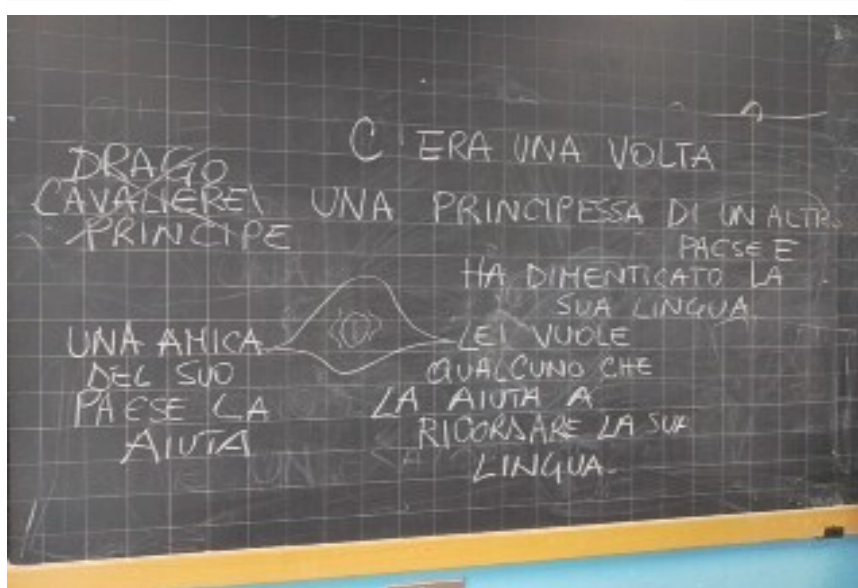 C'ERA UNA VOLTA
DRAGO
CAVALIERE
PRINCIPE
UNA PRINCIPESSA DI UN ALTRO
PAESE E
HA DIMENTICATO LA
SUA LINGUA.
LEI VUOLE
QUALCUNO CHE
LA AIUTA A
RICORDARE LA SUA
LINGUA.
UNA AMICA
DEL SUO
PAESE LA
AIUTA